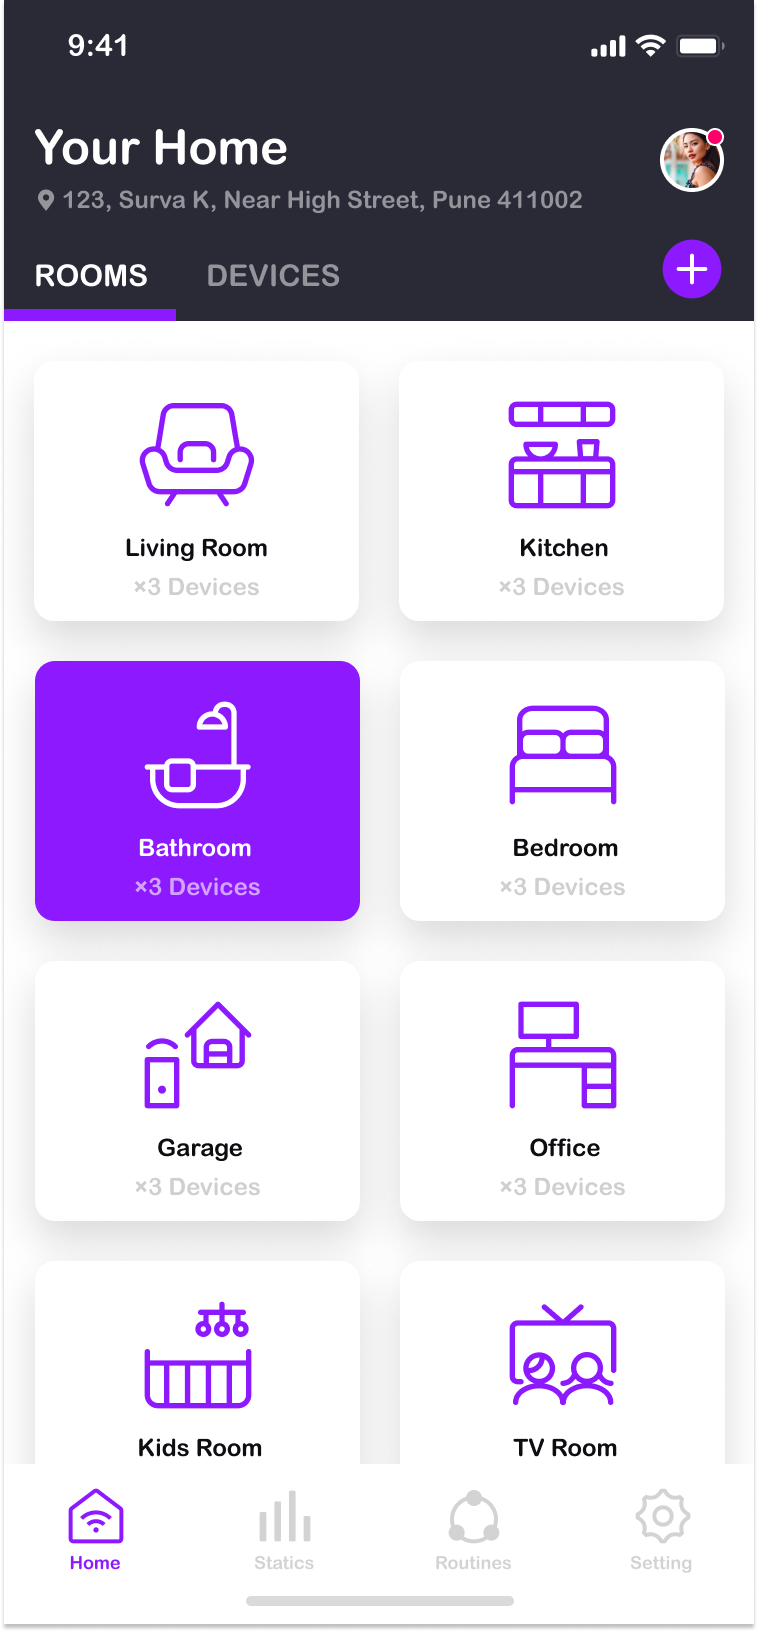 9:41
Your Home
123, Surva K, Near High Street, Pune 411002
ROOMS DEVICES
Living Room Kitchen
×3 Devices ×3 Devices
Bathroom Bedroom
×3 Devices ×3 Devices
Garage Office
×3 Devices ×3 Devices
Kids Room TV Room
Home Statics Routines Setting